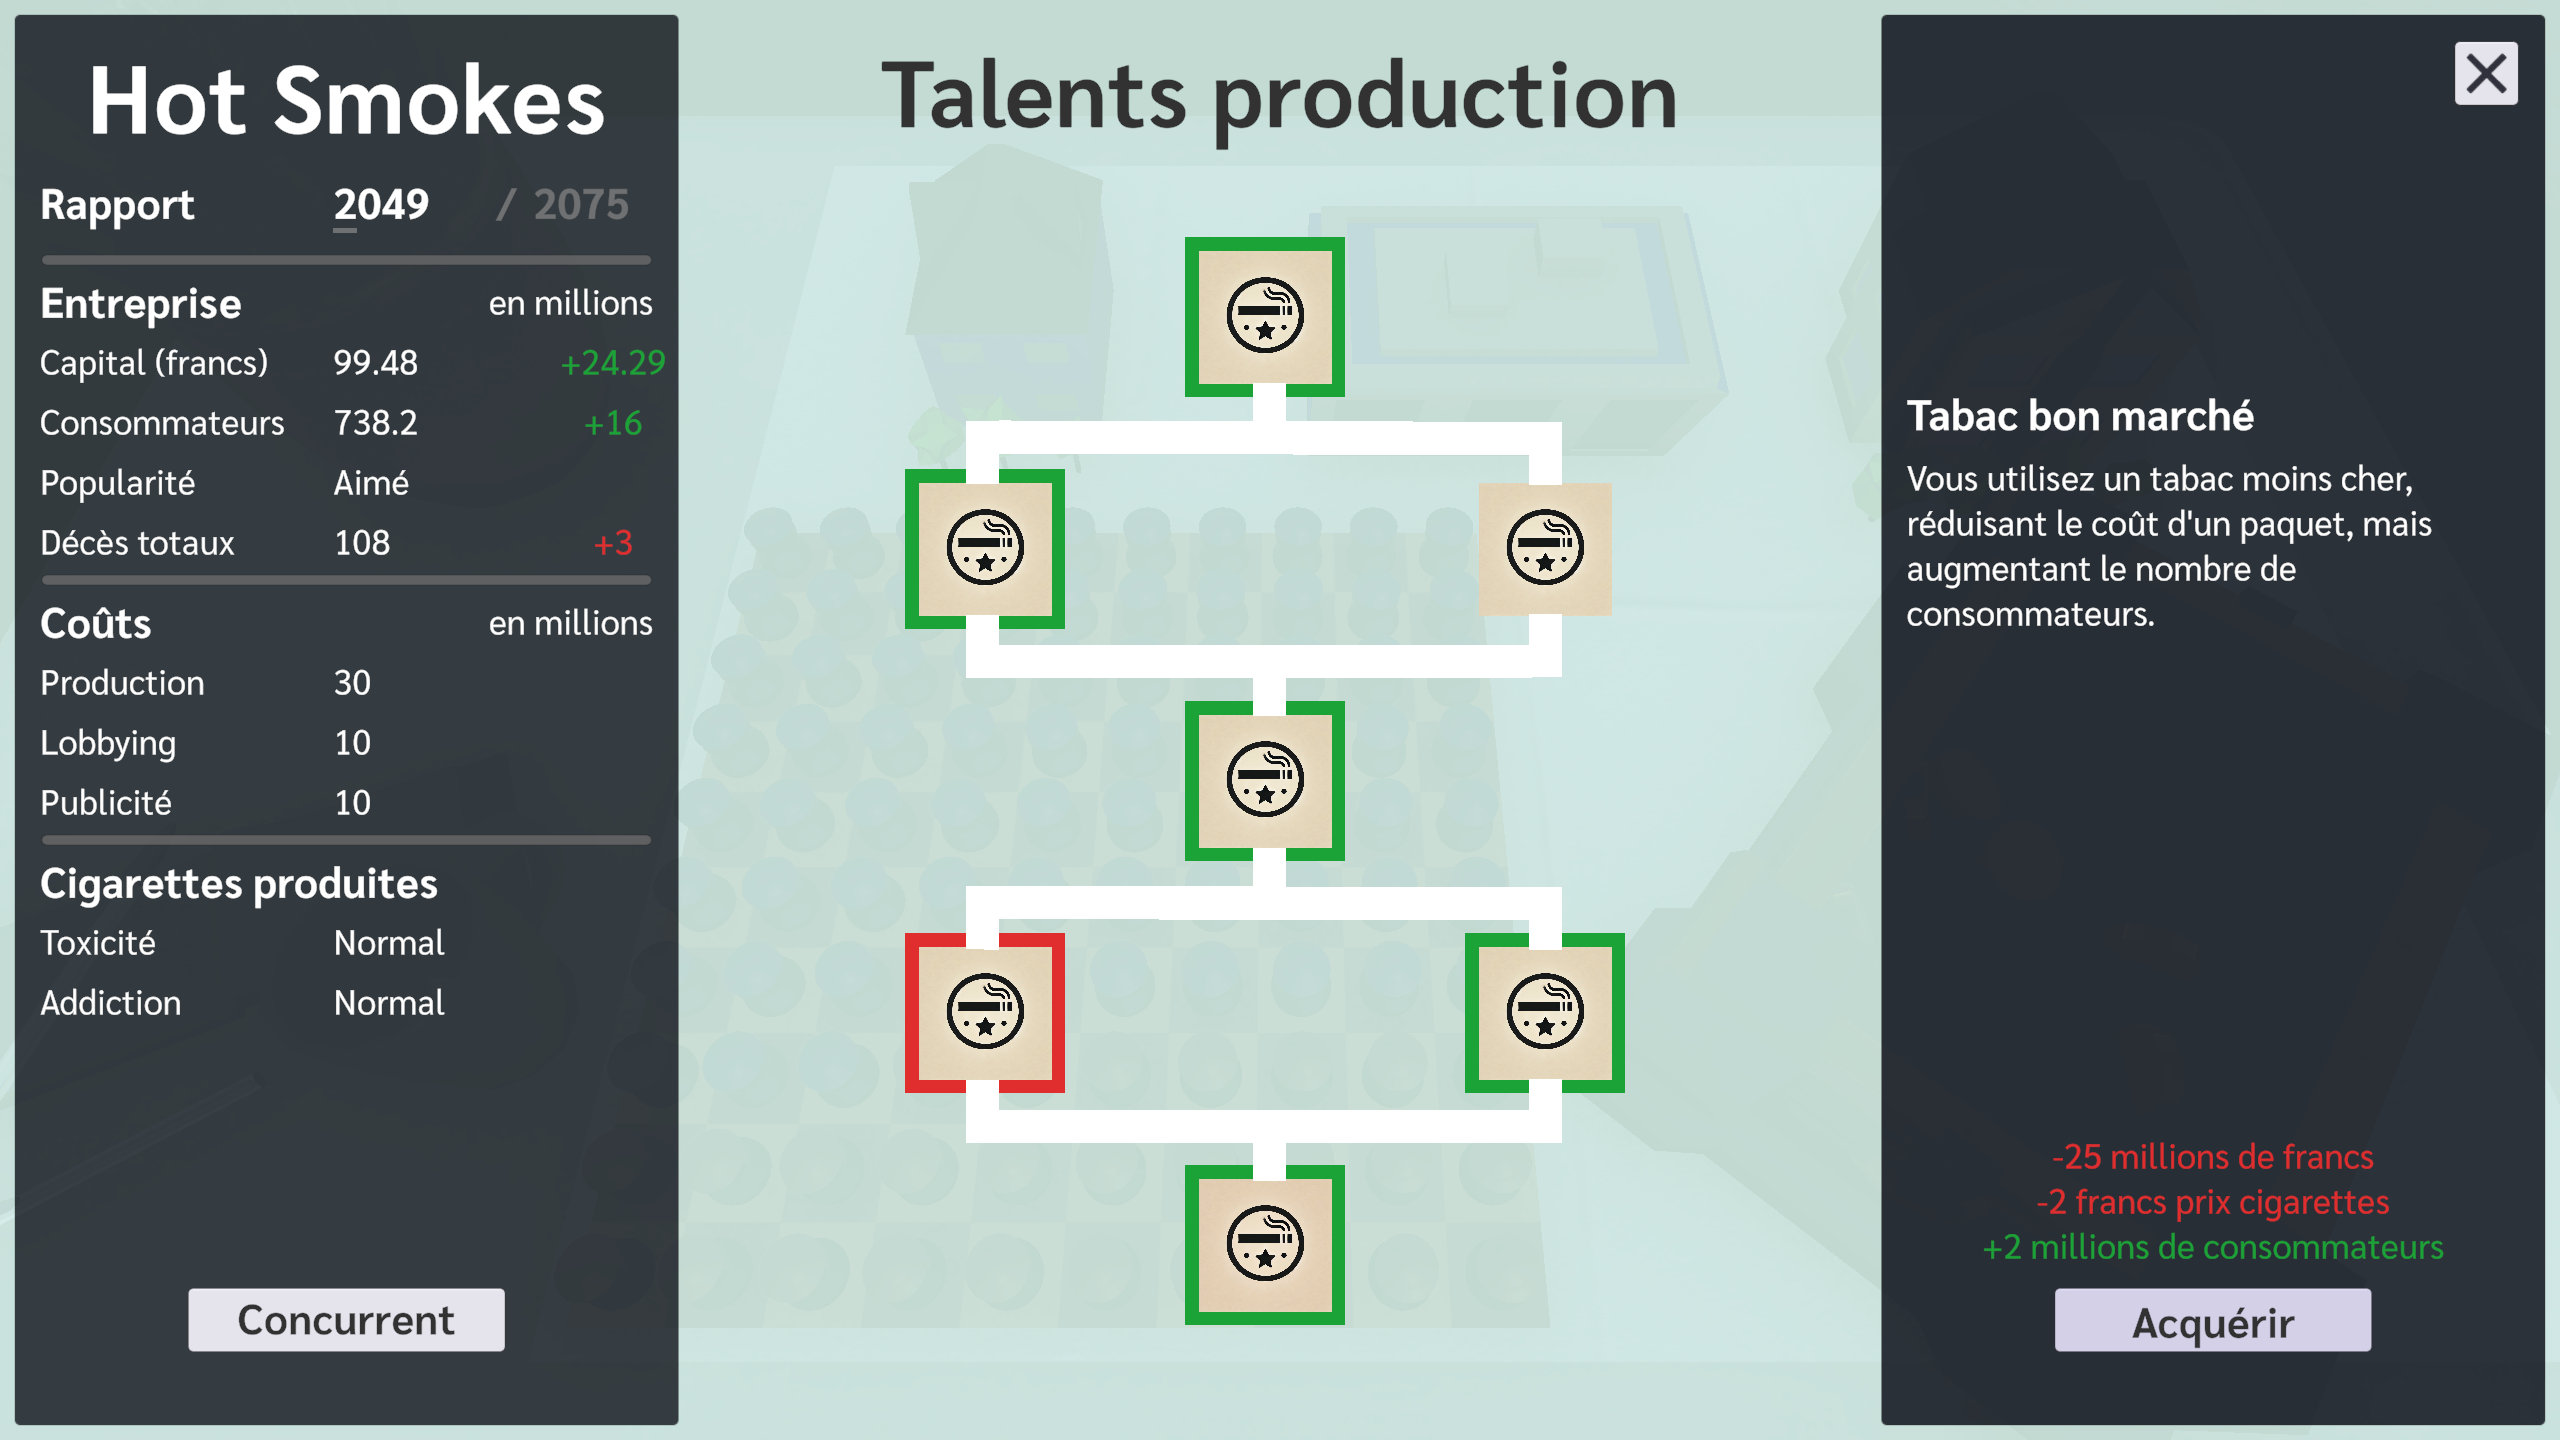 Hot Smokes
Rapport 2049 / 2075
Entreprise en millions
Capital (francs) 99.48 +24.29
Consommateurs 738.2 +16
Popularité Aimé
Décès totaux 108 +3
Coûts en millions
Production 30
Lobbying 10
Publicité 10
Cigarettes produites
Toxicité Normal
Addiction Normal
Concurrent
Talents production
Tabac bon marché
Vous utilisez un tabac moins cher,
réduisant le coût d'un paquet, mais
augmentant le nombre de
consommateurs.
-25 millions de francs
-2 francs prix cigarettes
+2 millions de consommateurs
Acquérir